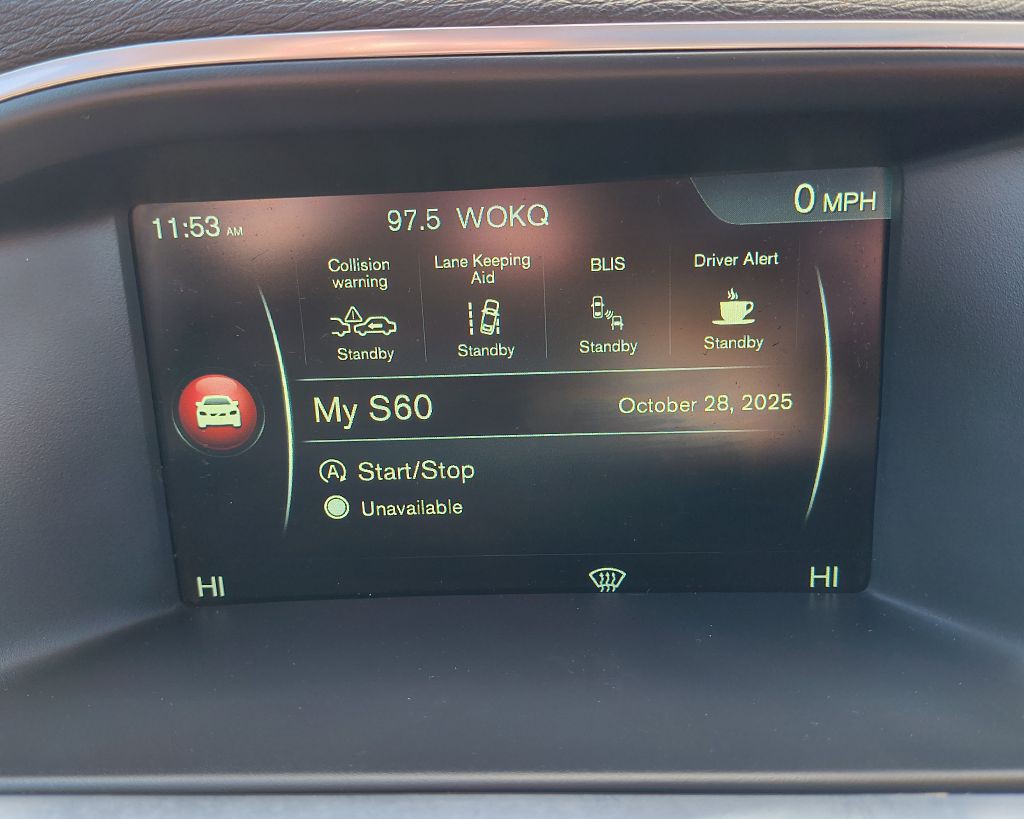 11:53 AM 97.5 WOKQ 0 MPH
Collision warning
Lane Keeping Aid
BLIS
Driver Alert
Standby Standby Standby Standby
My S60 October 28, 2025
A Start/Stop
Unavailable
HI HI